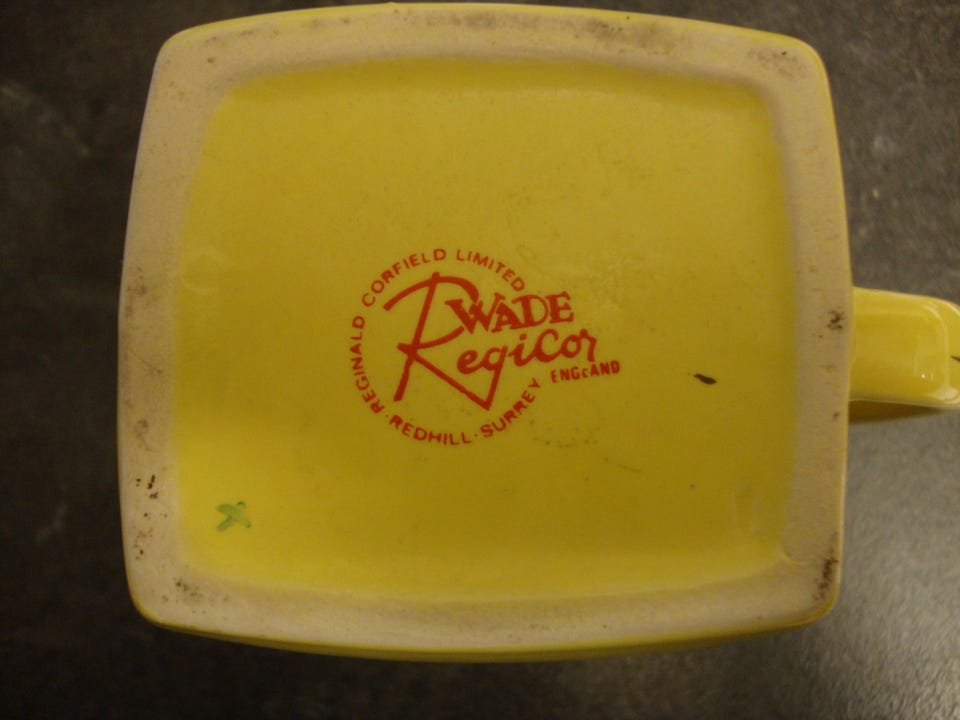 REGINALD CORFIELD LIMITED
WADE
Regicor
ENGLAND
REDHILL · SURREY